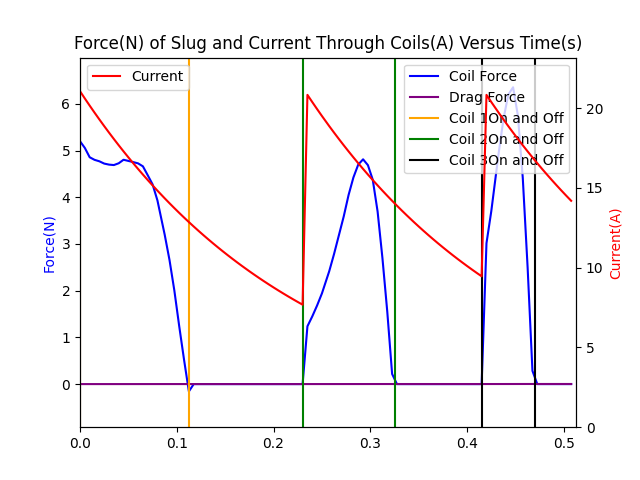 Force(N) of Slug and Current Through Coils(A) Versus Time(s)
Current
Coil Force
Drag Force
Coil 1On and Off
Coil 2On and Off
Coil 3On and Off
Force(N)
6
5
4
3
2
1
0
20
15
10
5
0
Current(A)
0.0 0.1 0.2 0.3 0.4 0.5